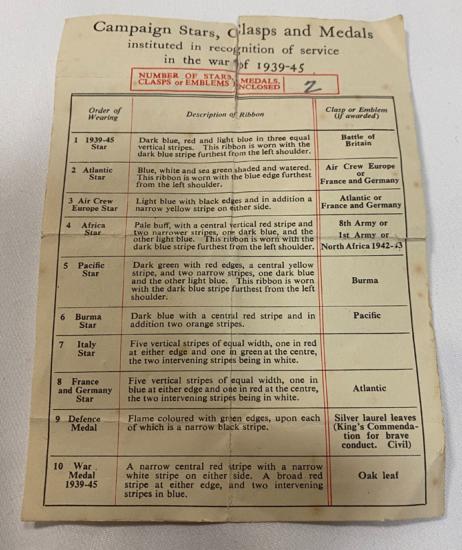 Campaign Stars, Clasps and Medals
instituted in recognition of service
in the war of 1939-45
NUMBER OF STARS, MEDALS,
CLASPS or EMBLEMS ENCLOSED
2
Order of
Wearing
Description of Ribbon
Clasp or Emblem
(if awarded)
1 1939-45
Star
Dark blue, red and light blue in three equal
vertical stripes. This ribbon is worn with the
dark blue stripe furthest from the left shoulder.
Battle of
Britain
2 Atlantic
Star
Blue, white and sea green shaded and watered.
This ribbon is worn with the blue edge furthest
from the left shoulder.
Air Crew Europe
or
France and Germany
3 Air Crew
Europe Star
Light blue with black edges and in addition a
narrow yellow stripe on either side.
Atlantic or
France and Germany
4 Africa
Star
Pale buff, with a central vertical red stripe and
two narrower stripes, one dark blue, and the
other light blue. This ribbon is worn with the
dark blue stripe furthest from the left shoulder.
8th Army or
1st Army or
North Africa 1942-43
5 Pacific
Star
Dark green with red edges, a central yellow
stripe, and two narrow stripes, one dark blue
and the other light blue. This ribbon is worn
with the dark blue stripe furthest from the left
shoulder.
Burma
6 Burma
Star
Dark blue with a central red stripe and in
addition two orange stripes.
Pacific
7 Italy
Star
Five vertical stripes of equal width, one in red
at either edge and one in green at the centre,
the two intervening stripes being in white.
8 France
and Germany
Star
Five vertical stripes of equal width, one in
blue at either edge and one in red at the centre,
the two intervening stripes being in white.
Atlantic
9 Defence
Medal
Flame coloured with green edges, upon each
of which is a narrow black stripe.
Silver laurel leaves
(King's Commenda-
tion for brave
conduct. Civil)
10 War
Medal
1939-45
A narrow central red stripe with a narrow
white stripe on either side. A broad red
stripe at either edge, and two intervening
stripes in blue.
Oak leaf